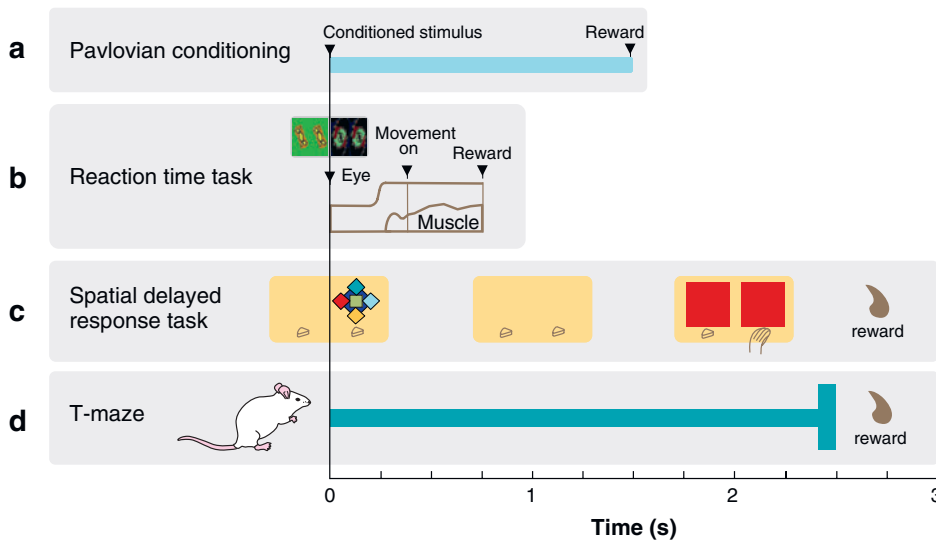 a
Pavlovian conditioning
Conditioned stimulus
Reward
b
Reaction time task
Movement
on
Reward
Eye
Muscle
c
Spatial delayed
response task
reward
d
T-maze
reward
0
1
2
3
Time (s)